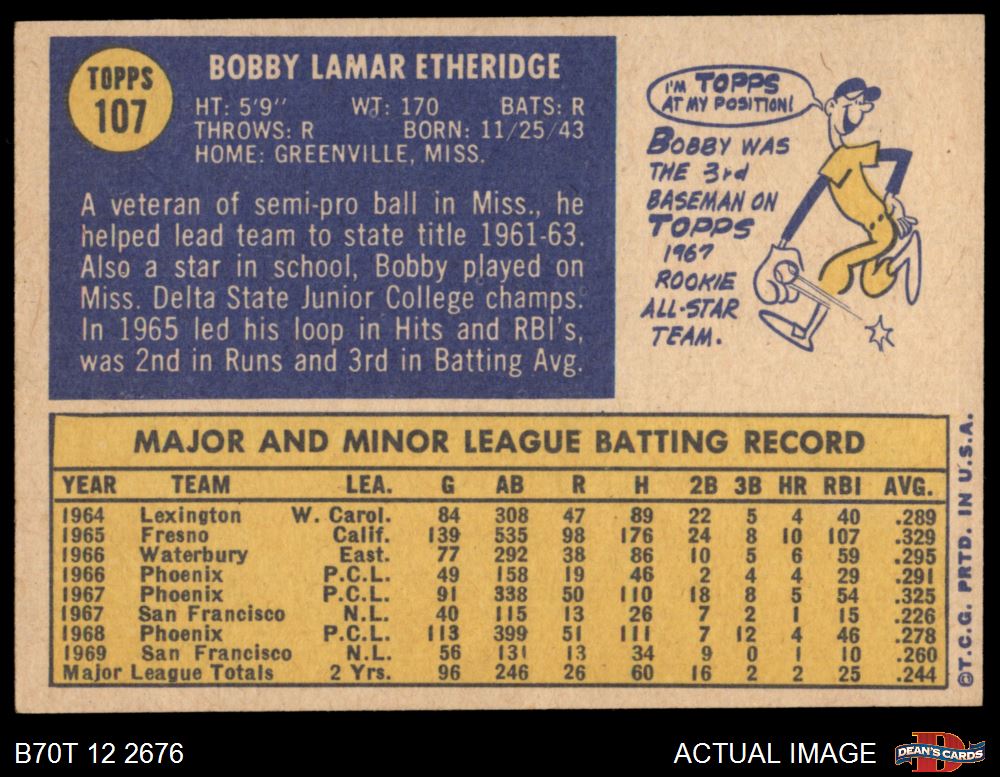 TOPPS
107
BOBBY LAMAR ETHERIDGE
HT: 5'9" WT: 170 BATS: R
THROWS: R BORN: 11/25/43
HOME: GREENVILLE, MISS.
A veteran of semi-pro ball in Miss., he
helped lead team to state title 1961-63.
Also a star in school, Bobby played on
Miss. Delta State Junior College champs.
In 1965 led his loop in Hits and RBI's,
was 2nd in Runs and 3rd in Batting Avg.
I'M TOPPS
AT MY POSITION!
BOBBY WAS
THE 3rd
BASEMAN ON
TOPPS
1967
ROOKIE
ALL-STAR
TEAM.
MAJOR AND MINOR LEAGUE BATTING RECORD
YEAR TEAM LEA. G AB R H 2B 3B HR RBI AVG.
1964 Lexington W. Carol. 84 308 47 89 22 5 4 40 .289
1965 Fresno Calif. 139 535 98 176 24 8 10 107 .329
1966 Waterbury East. 77 292 38 86 10 5 6 59 .295
1966 Phoenix P.C.L. 49 158 19 46 2 4 4 29 .291
1967 Phoenix P.C.L. 91 338 50 110 18 8 5 54 .325
1967 San Francisco N.L. 40 115 13 26 7 2 1 15 .226
1968 Phoenix P.C.L. 113 399 51 111 7 12 4 46 .278
1969 San Francisco N.L. 56 131 13 34 9 0 1 10 .260
Major League Totals 2 Yrs. 96 246 26 60 16 2 2 25 .244
©T.C.G. PRTD. IN U.S.A.
B70T 12 2676
ACTUAL IMAGE
D
DEAN'S CARDS